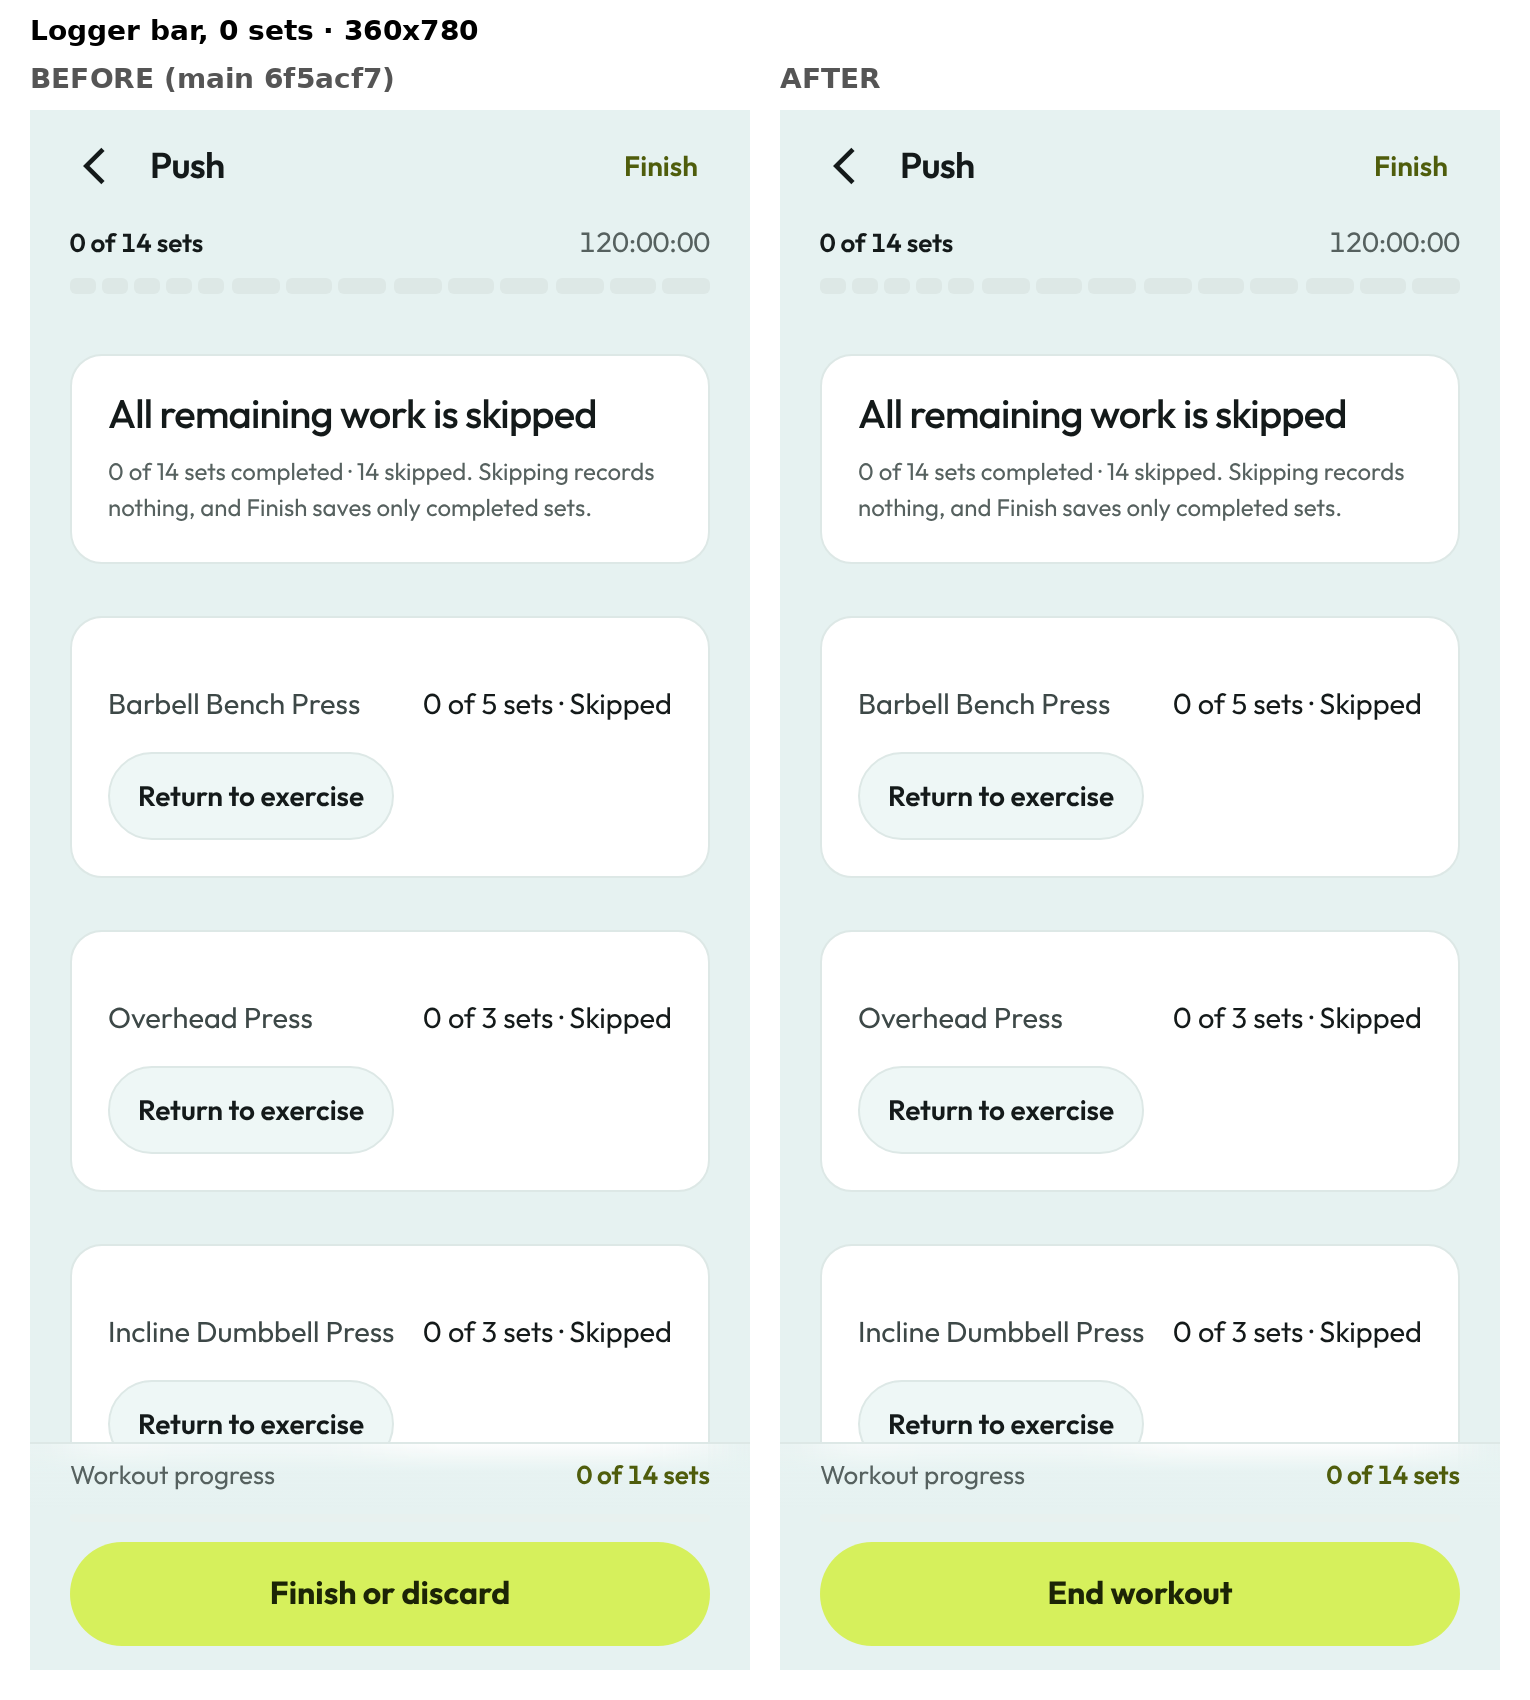 Logger bar, 0 sets · 360x780
BEFORE (main 6f5acf7)
Push
Finish
0 of 14 sets
120:00:00
All remaining work is skipped
0 of 14 sets completed · 14 skipped. Skipping records
nothing, and Finish saves only completed sets.
Barbell Bench Press
0 of 5 sets · Skipped
Return to exercise
Overhead Press
0 of 3 sets · Skipped
Return to exercise
Incline Dumbbell Press
0 of 3 sets · Skipped
Return to exercise
Workout progress
0 of 14 sets
Finish or discard
AFTER
Push
Finish
0 of 14 sets
120:00:00
All remaining work is skipped
0 of 14 sets completed · 14 skipped. Skipping records
nothing, and Finish saves only completed sets.
Barbell Bench Press
0 of 5 sets · Skipped
Return to exercise
Overhead Press
0 of 3 sets · Skipped
Return to exercise
Incline Dumbbell Press
0 of 3 sets · Skipped
Return to exercise
Workout progress
0 of 14 sets
End workout